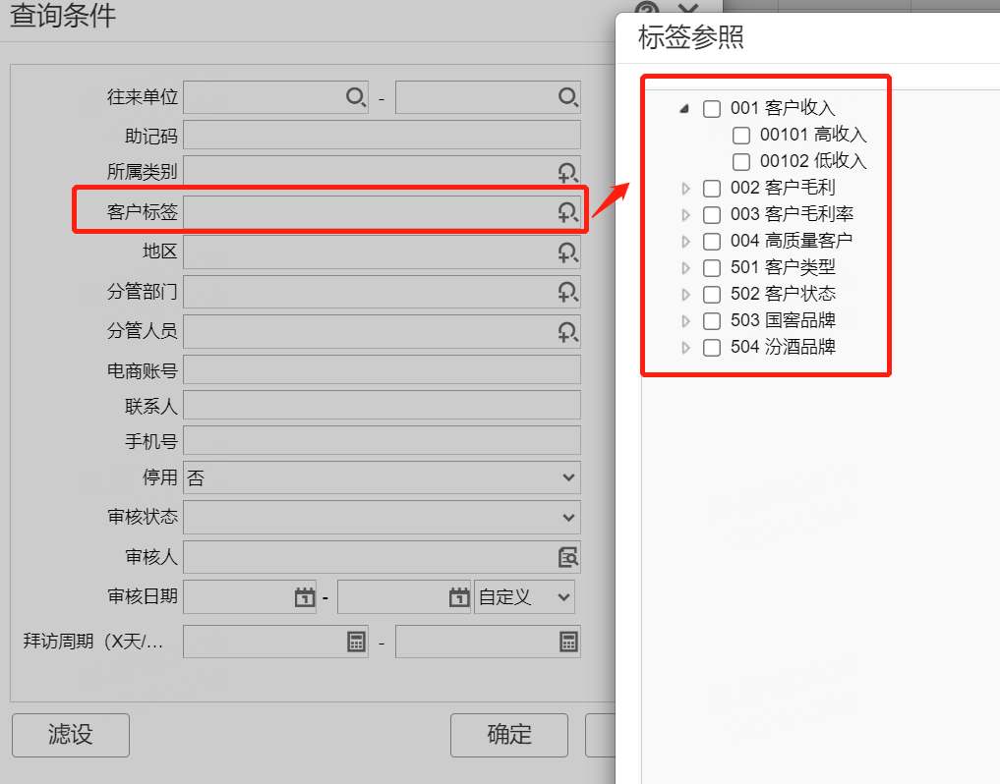 查询条件
往来单位 -
助记码
所属类别
客户标签
地区
分管部门
分管人员
电商账号
联系人
手机号
停用 否
审核状态
审核人
审核日期 - 自定义
拜访周期（X天/... -
滤设 确定
标签参照
001 客户收入
00101 高收入
00102 低收入
002 客户毛利
003 客户毛利率
004 高质量客户
501 客户类型
502 客户状态
503 国窖品牌
504 汾酒品牌